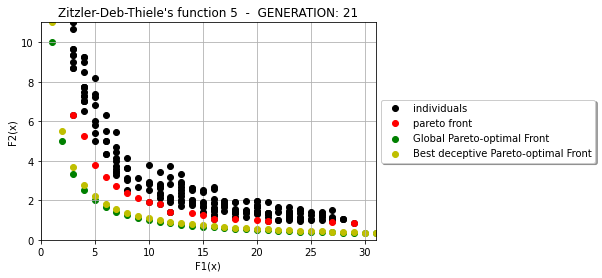 Zitzler-Deb-Thiele's function 5 - GENERATION: 21
10
8
6
4
2
0
F2(x)
0 5 10 15 20 25 30
F1(x)
individuals
pareto front
Global Pareto-optimal Front
Best deceptive Pareto-optimal Front